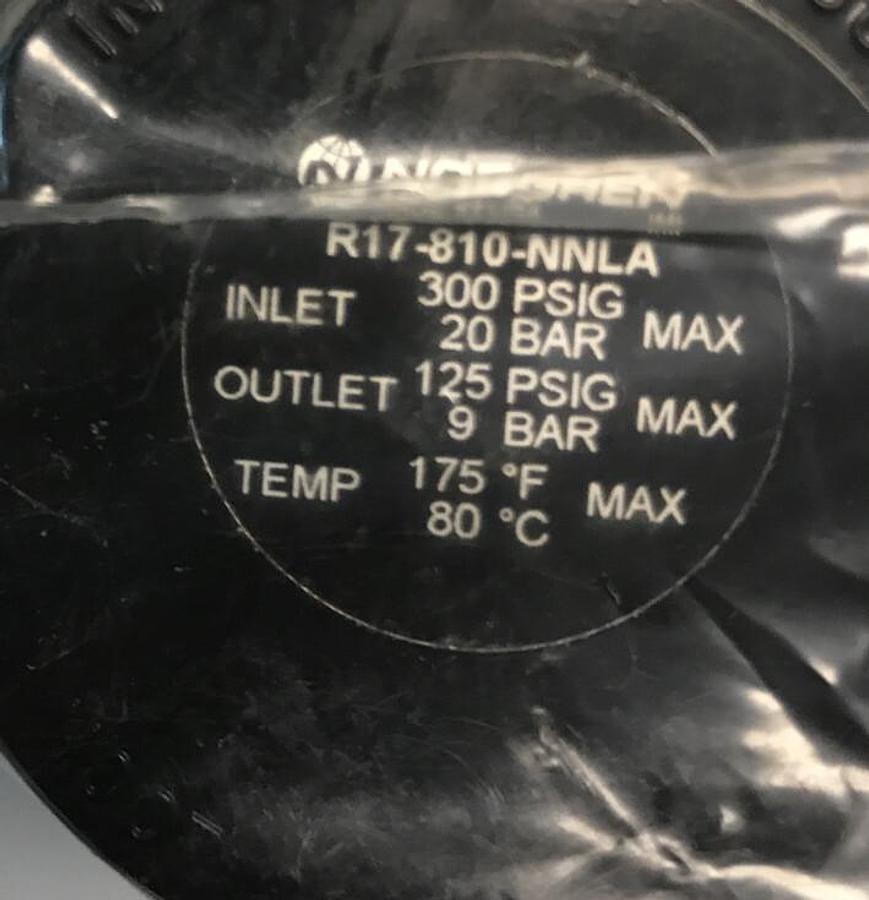 R17-810-NNLA
INLET 300 PSIG 20 BAR MAX
OUTLET 125 PSIG 9 BAR MAX
TEMP 175 °F 80 °C MAX